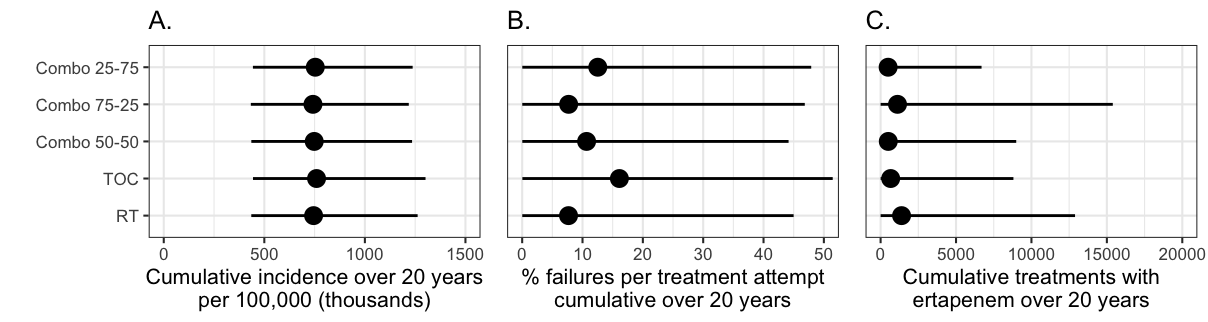 A.
B.
C.
Combo 25-75
Combo 75-25
Combo 50-50
TOC
RT
0 500 1000 1500
0 10 20 30 40 50
0 5000 10000 15000 20000
Cumulative incidence over 20 years
per 100,000 (thousands)
% failures per treatment attempt
cumulative over 20 years
Cumulative treatments with
ertapenem over 20 years